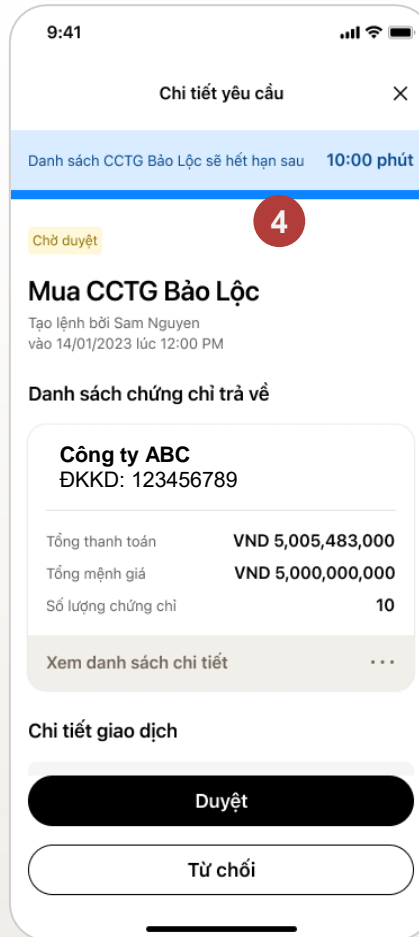 9:41
Chi tiết yêu cầu
Danh sách CCTG Bảo Lộc sẽ hết hạn sau 10:00 phút
4
Chờ duyệt
Mua CCTG Bảo Lộc
Tạo lệnh bởi Sam Nguyen
vào 14/01/2023 lúc 12:00 PM
Danh sách chứng chỉ trả về
Công ty ABC
ĐKKD: 123456789
Tổng thanh toán VND 5,005,483,000
Tổng mệnh giá VND 5,000,000,000
Số lượng chứng chỉ 10
Xem danh sách chi tiết ...
Chi tiết giao dịch
Duyệt
Từ chối